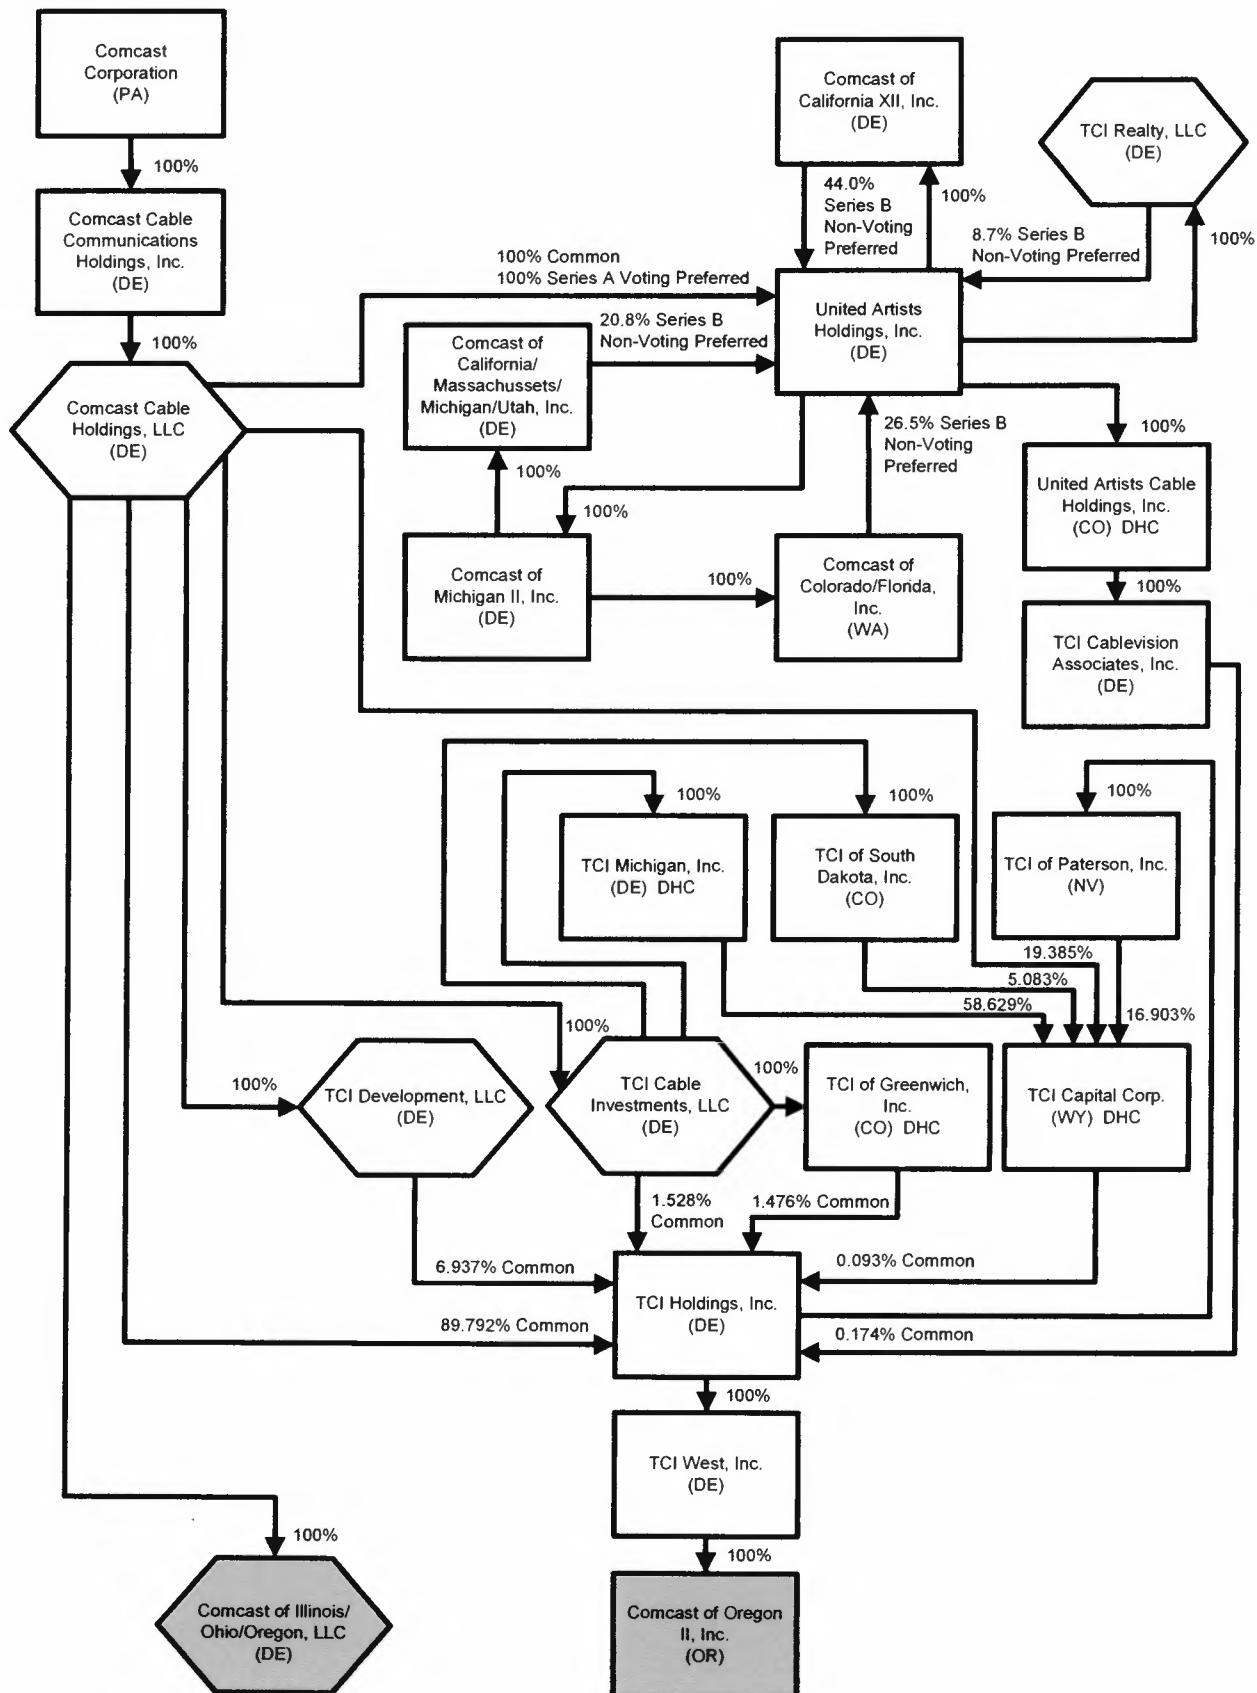 Comcast
Corporation
(PA)
100%
Comcast Cable
Communications
Holdings, Inc.
(DE)
100%
Comcast Cable
Holdings, LLC
(DE)
Comcast of
California XII, Inc.
(DE)
TCI Realty, LLC
(DE)
44.0%
Series B
Non-Voting
Preferred
100%
8.7% Series B
Non-Voting Preferred
100%
100% Common
100% Series A Voting Preferred
United Artists
Holdings, Inc.
(DE)
20.8% Series B
Non-Voting Preferred
Comcast of
California/
Massachussets/
Michigan/Utah, Inc.
(DE)
26.5% Series B
Non-Voting
Preferred
100%
100%
100%
United Artists Cable
Holdings, Inc.
(CO) DHC
Comcast of
Michigan II, Inc.
(DE)
100%
Comcast of
Colorado/Florida,
Inc.
(WA)
100%
TCI Cablevision
Associates, Inc.
(DE)
100%
100%
100%
TCI Michigan, Inc.
(DE) DHC
TCI of South
Dakota, Inc.
(CO)
TCI of Paterson, Inc.
(NV)
19.385%
5.083%
58.629%
16.903%
100%
100%
100%
TCI Development, LLC
(DE)
TCI Cable
Investments, LLC
(DE)
TCI of Greenwich,
Inc.
(CO) DHC
TCI Capital Corp.
(WY) DHC
1.528%
Common
1.476% Common
6.937% Common
0.093% Common
TCI Holdings, Inc.
(DE)
89.792% Common
0.174% Common
100%
TCI West, Inc.
(DE)
100%
100%
Comcast of Illinois/
Ohio/Oregon, LLC
(DE)
Comcast of Oregon
II, Inc.
(OR)